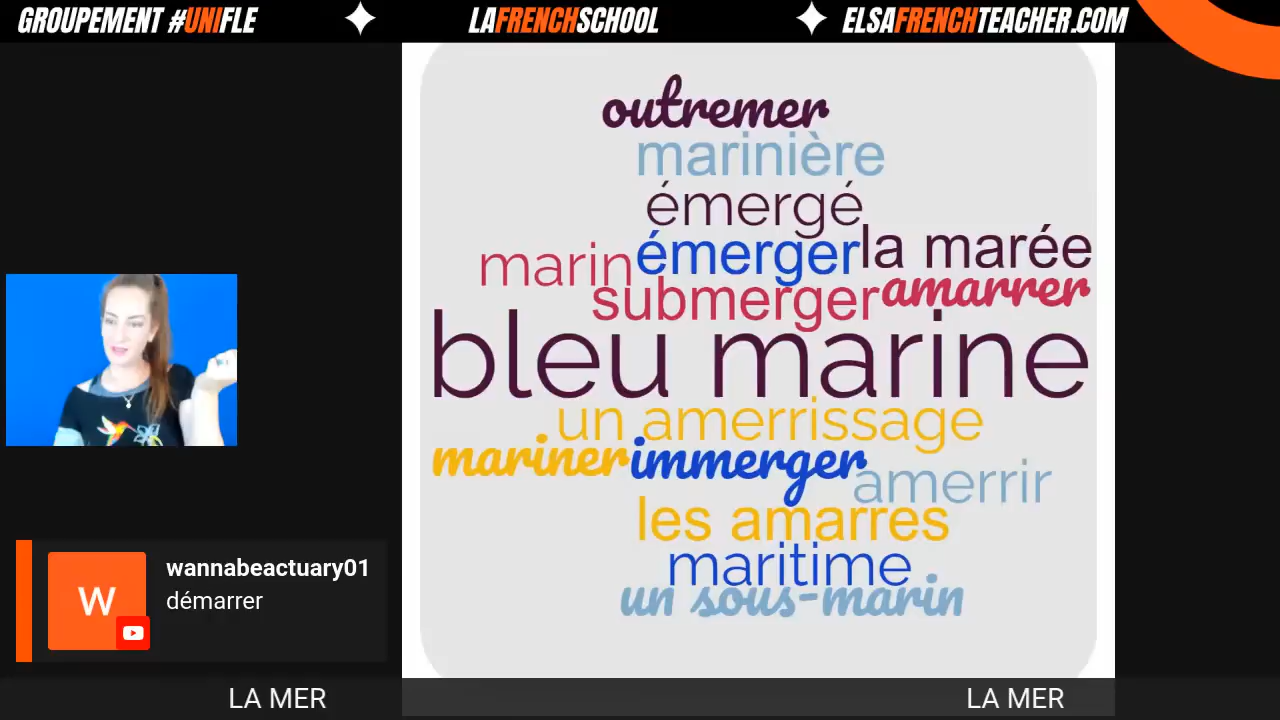 GROUPEMENT #UNIFLE
LAFRENCHSCHOOL
ELSAFRENCHTEACHER.COM
outremer
marinière
émergé
la marée
marin
émerger
submerger
amarrer
bleu marine
un amerrissage
mariner
immerger
amerrir
les amarres
maritime
un sous-marin
wannabeactuary01
W
démarrer
LA MER
LA MER